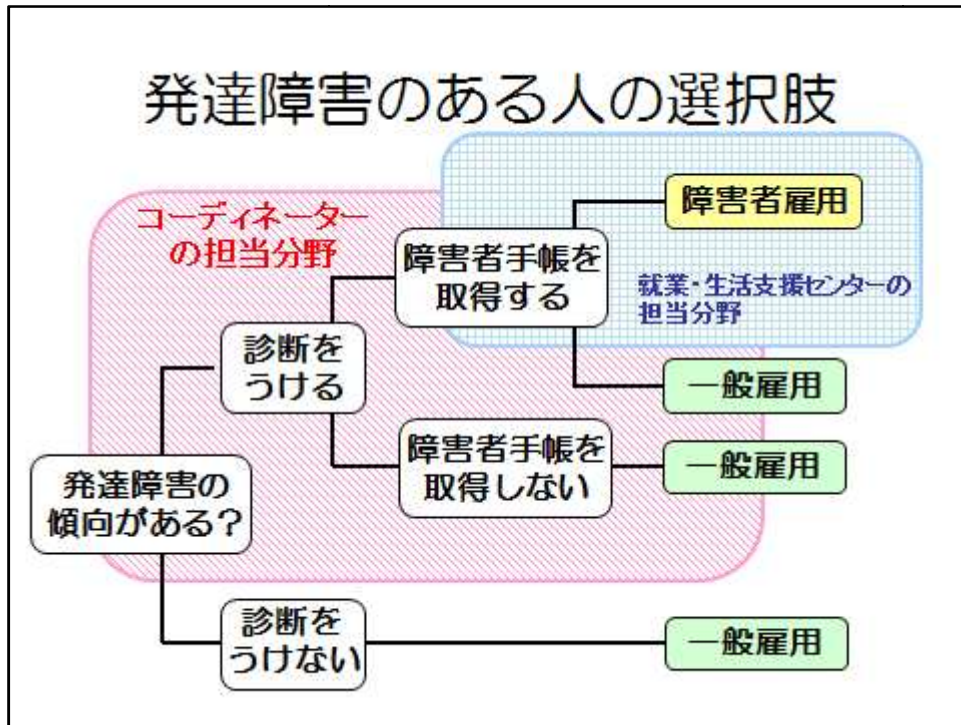 発達障害のある人の選択肢
コーディネーター
の担当分野
障害者雇用
障害者手帳を
取得する
就業・生活支援センターの
担当分野
診断を
うける
一般雇用
障害者手帳を
取得しない
一般雇用
発達障害の
傾向がある?
診断を
うけない
一般雇用